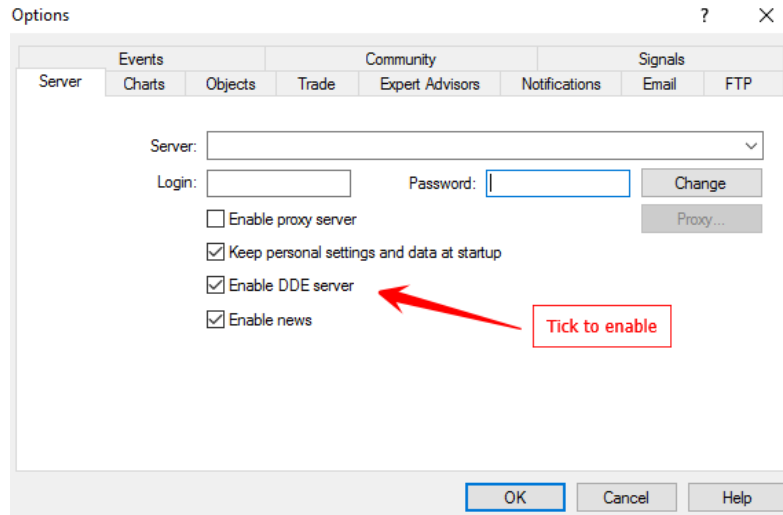 Options
?
Events Community Signals
Server Charts Objects Trade Expert Advisors Notifications Email FTP
Server:
Login: Password: Change
Enable proxy server Proxy...
Keep personal settings and data at startup
Enable DDE server
Tick to enable
Enable news
OK Cancel Help